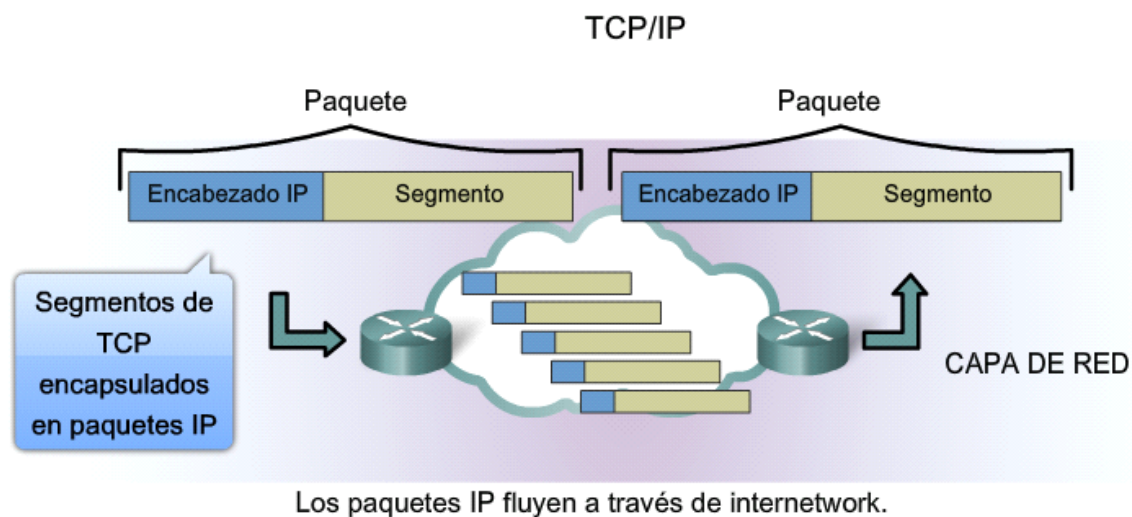 TCP/IP
Paquete
Paquete
Encabezado IP
Segmento
Encabezado IP
Segmento
Segmentos de
TCP
encapsulados
en paquetes IP
CAPA DE RED
Los paquetes IP fluyen a través de internetwork.